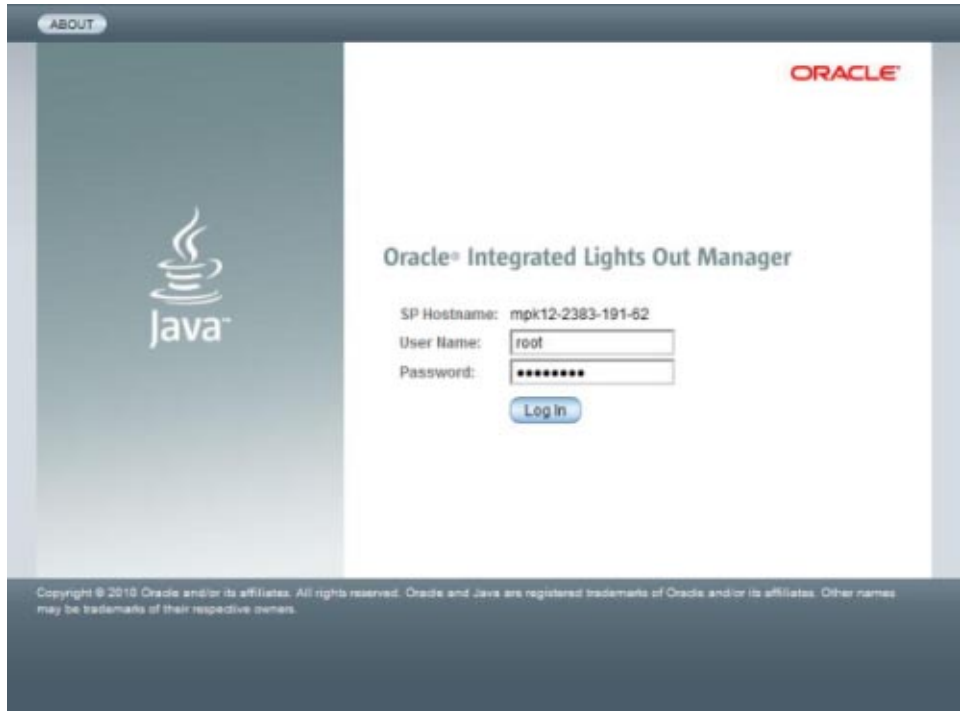 ABOUT
ORACLE®
Java™
Oracle® Integrated Lights Out Manager
SP Hostname: mpk12-2383-191-62
User Name: root
Password: ••••••••
Log In
Copyright © 2010 Oracle and/or its affiliates. All rights reserved. Oracle and Java are registered trademarks of Oracle and/or its affiliates. Other names
may be trademarks of their respective owners.